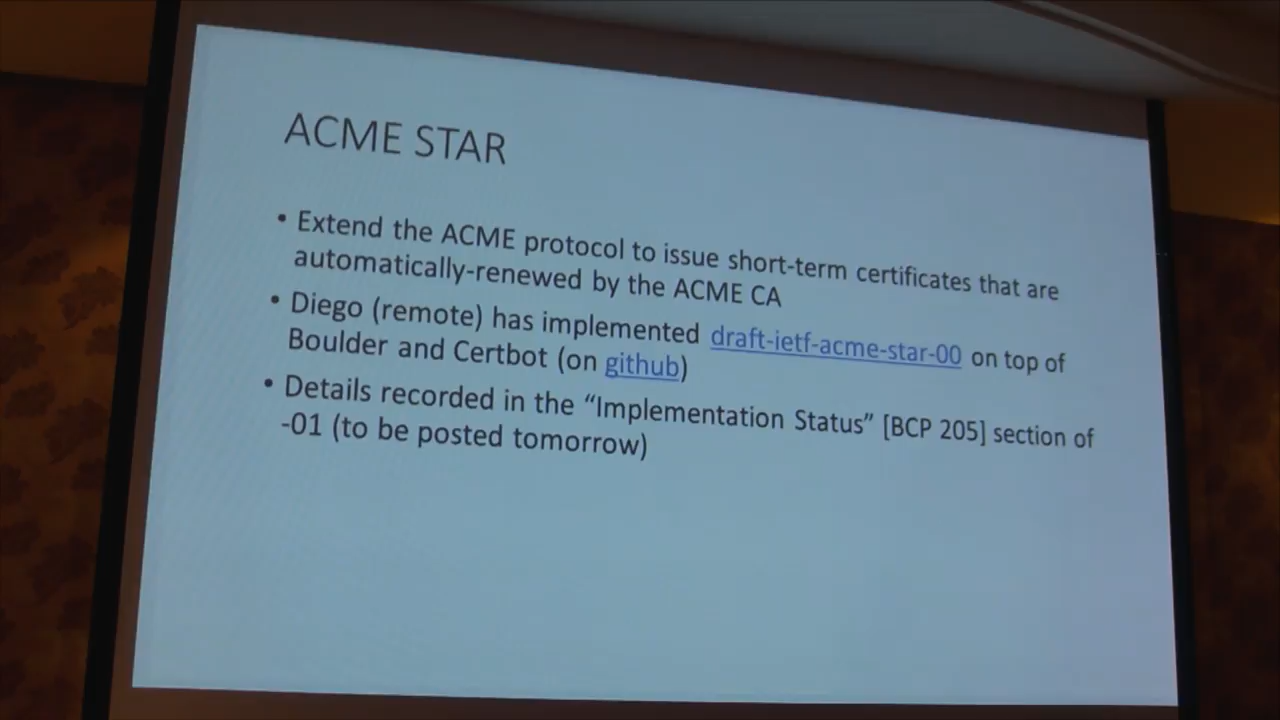 ACME STAR
• Extend the ACME protocol to issue short-term certificates that are
automatically-renewed by the ACME CA
• Diego (remote) has implemented draft-ietf-acme-star-00 on top of
Boulder and Certbot (on github)
• Details recorded in the “Implementation Status” [BCP 205] section of
-01 (to be posted tomorrow)